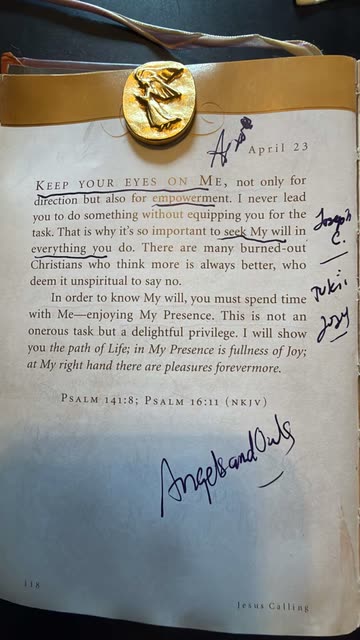 April 23
KEEP YOUR EYES ON ME, not only for
direction but also for empowerment. I never lead
you to do something without equipping you for the
task. That is why it's so important to seek My will in
everything you do. There are many burned-out
Christians who think more is always better, who
deem it unspiritual to say no.
In order to know My will, you must spend time
with Me—enjoying My Presence. This is not an
onerous task but a delightful privilege. I will show
you the path of Life; in My Presence is fullness of Joy;
at My right hand there are pleasures forevermore.
Joseph
C.
PSALM 141:8; PSALM 16:11 (NKJV)
AngelsandOwls
118
Jesus Calling